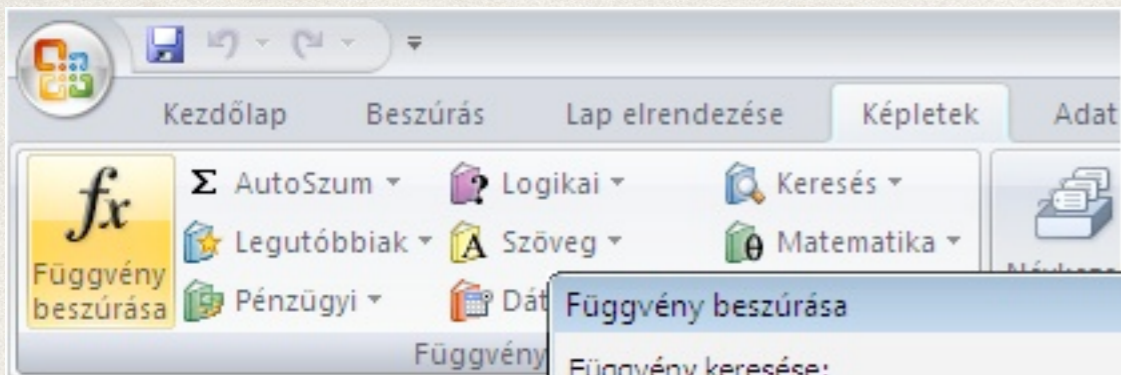 Kezdőlap Beszúrás Lap elrendezése Képletek Adat
fx
Függvény beszúrása
Σ AutoSzum Logikai Keresés
Legutóbbiak Szöveg Matematika
Pénzügyi Dát
Függvény
Függvény beszúrása
Függvény keresése: